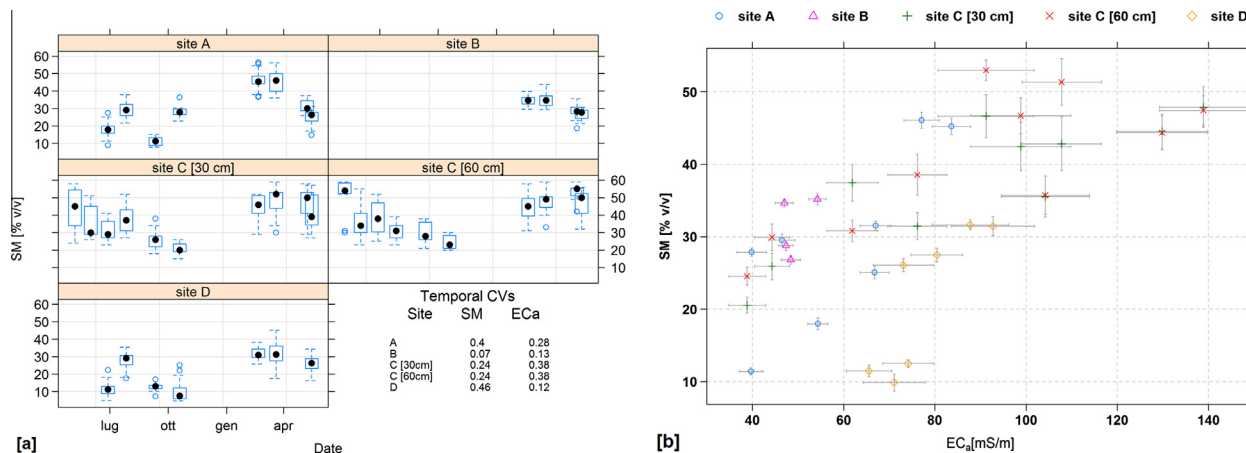 site A
site B
60
50
40
30
20
10
site C [30 cm]
site C [60 cm]
60
50
40
30
20
10
site D
60
50
40
30
20
10
SM [% v/v]
lug
ott
gen
apr
Date
Temporal CVs
Site SM ECa
A 0.4 0.28
B 0.07 0.13
C [30cm] 0.24 0.38
C [60cm] 0.24 0.38
D 0.46 0.12
[a]
site A
site B
site C [30 cm]
site C [60 cm]
site D
50
40
30
20
10
SM [% v/v]
40
60
80
100
120
140
ECa[mS/m]
[b]